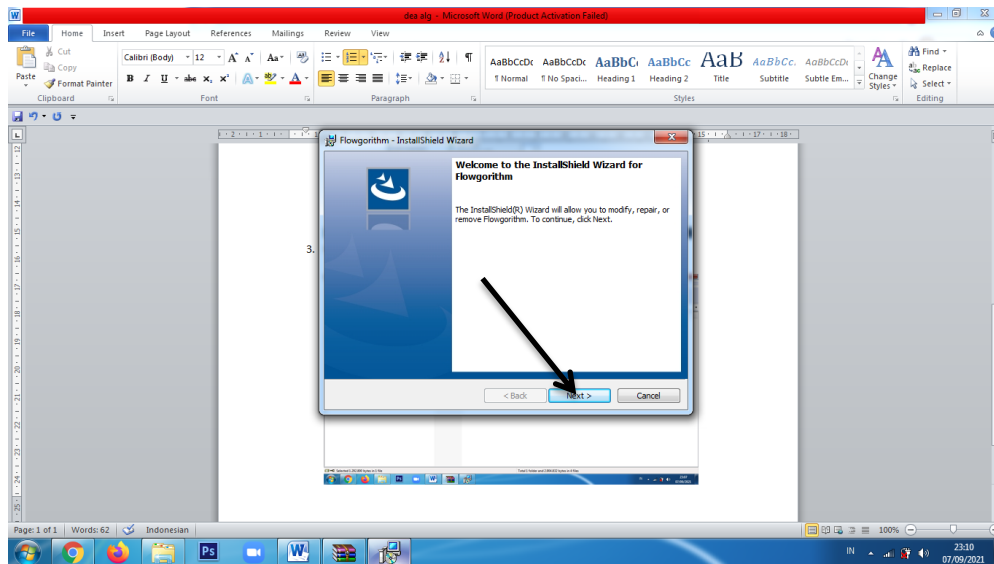 dea alg - Microsoft Word (Product Activation Failed)
File Home Insert Page Layout References Mailings Review View
Cut
Copy
Format Painter
Paste
Clipboard
Calibri (Body) 12
Font
Paragraph
AaBbCcDc AaBbCcDc AaBbC AaBbCc AaB AaBbCc. AaBbCcDc
¶ Normal ¶ No Spaci... Heading 1 Heading 2 Title Subtitle Subtle Em...
Change
Styles
Styles
Find
Replace
Select
Editing
3.
Flowgorithm - InstallShield Wizard
Welcome to the InstallShield Wizard for
Flowgorithm
The InstallShield(R) Wizard will allow you to modify, repair, or
remove Flowgorithm. To continue, click Next.
< Back Next > Cancel
Page: 1 of 1 Words: 62 Indonesian 100%
Ps W
IN 23:10
07/09/2021